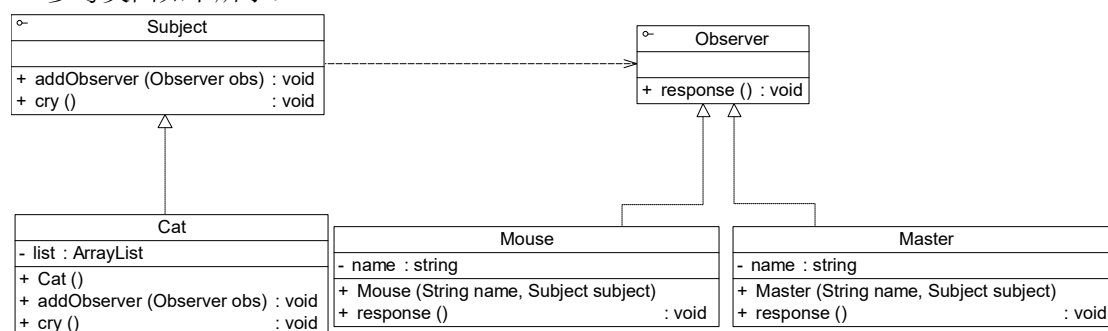 Subject
+ addObserver (Observer obs) : void
+ cry () : void
Observer
+ response () : void
Cat
- list : ArrayList
+ Cat ()
+ addObserver (Observer obs) : void
+ cry () : void
Mouse
- name : string
+ Mouse (String name, Subject subject)
+ response () : void
Master
- name : string
+ Master (String name, Subject subject)
+ response () : void